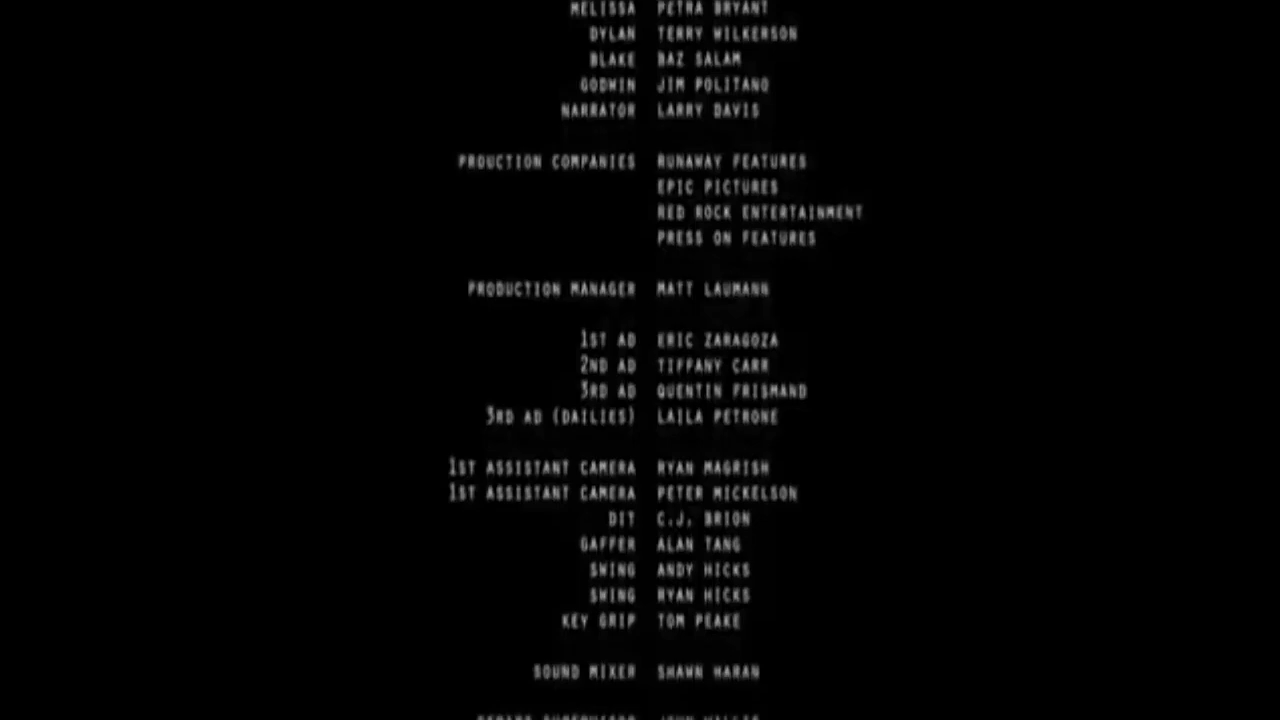 MELISSA PETRA BRYANT
DYLAN TERRY WILKERSON
BLAKE BAZ SALAM
GODWIN JIM POLITANO
NARRATOR LARRY DAVIS
PROUCTION COMPANIES RUNAWAY FEATURES
EPIC PICTURES
RED ROCK ENTERTAINMENT
PRESS ON FEATURES
PRODUCTION MANAGER MATT LAUMANN
1ST AD ERIC ZARAGOZA
2ND AD TIFFANY CARR
3RD AD QUENTIN FRISMAND
3RD AD (DAILIES) LAILA PETRONE
1ST ASSISTANT CAMERA RYAN MAGRISH
1ST ASSISTANT CAMERA PETER MICKELSON
DIT C.J. BRION
GAFFER ALAN TANG
SWING ANDY HICKS
SWING RYAN HICKS
KEY GRIP TOM PEAKE
SOUND MIXER SHAWN HARAN